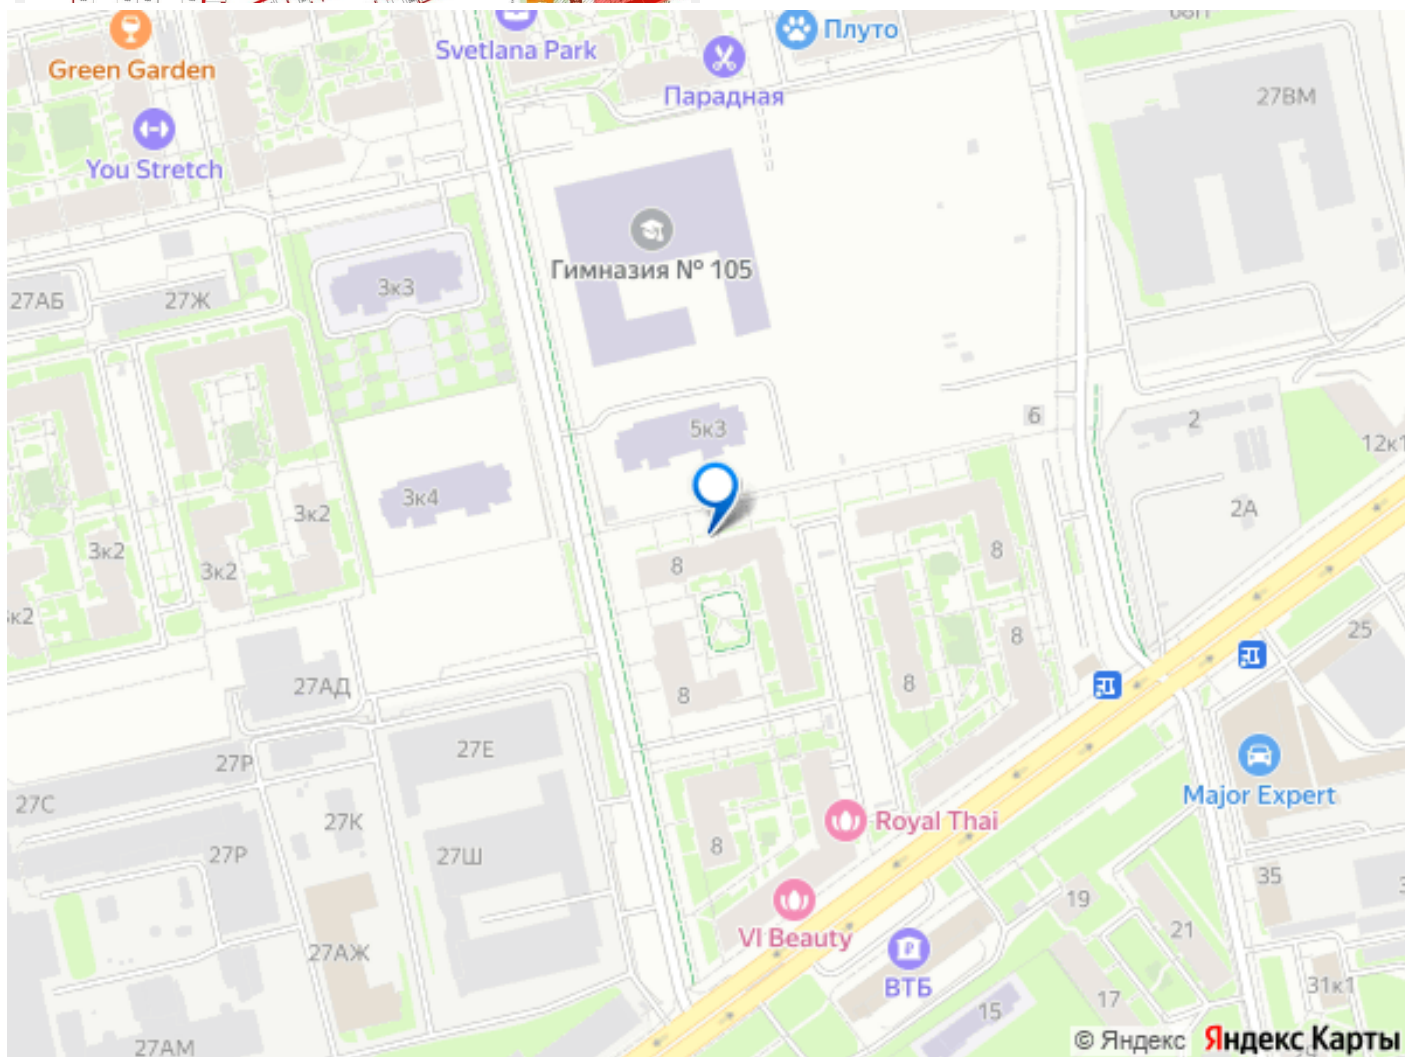 Green Garden
Svetlana Park
Плуто
Парадная
27ВМ
You Stretch
Гимназия № 105
27АБ
27Ж
3к3
5к3
6
2
12к1
3к4
3к2
2А
3к2
3к2
8
8
к2
25
8
27АД
8
8
27Е
27Р
27С
27К
Major Expert
Royal Thai
27Р
27Ш
8
35
19
VI Beauty
21
27АЖ
ВТБ
31к1
17
15
27АМ
© Яндекс Яндекс Карты